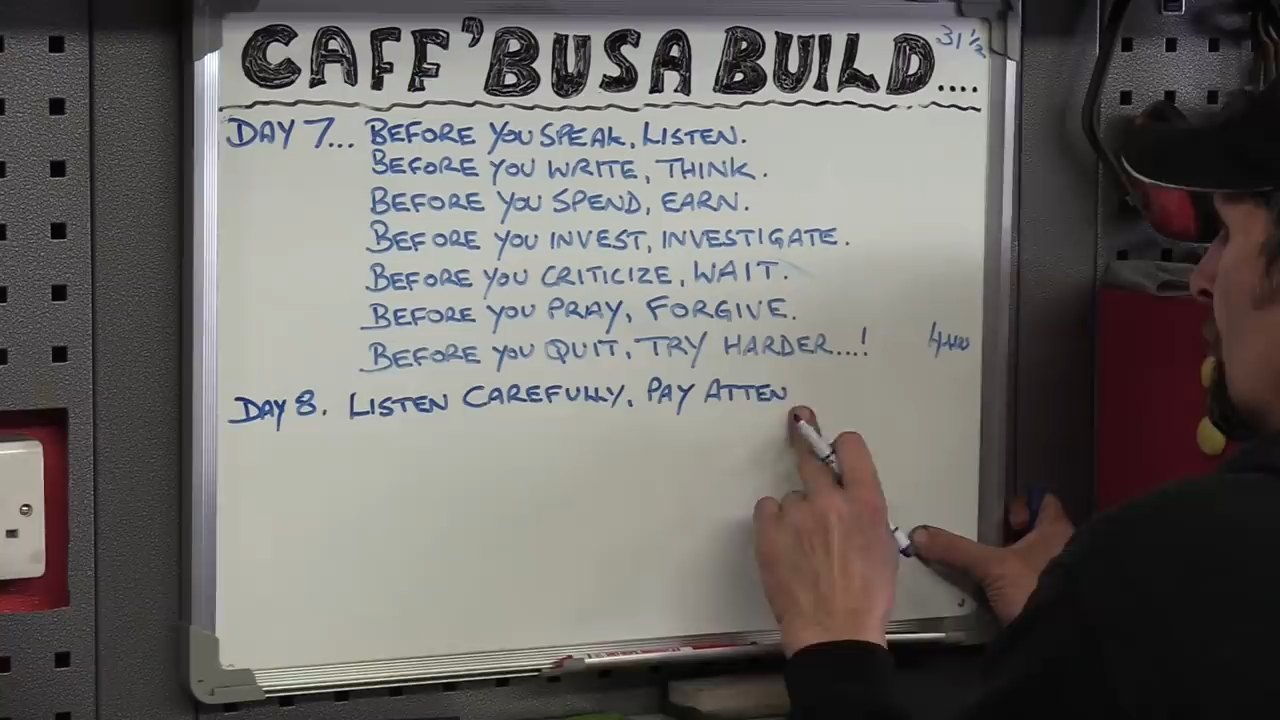 CAFF'BUSA BUILD.... 31 1/2
DAY 7... BEFORE YOU SPEAK, LISTEN.
BEFORE YOU WRITE, THINK.
BEFORE YOU SPEND, EARN.
BEFORE YOU INVEST, INVESTIGATE.
BEFORE YOU CRITICIZE, WAIT.
BEFORE YOU PRAY, FORGIVE.
BEFORE YOU QUIT, TRY HARDER...!
DAY 8. LISTEN CAREFULLY, PAY ATTEN